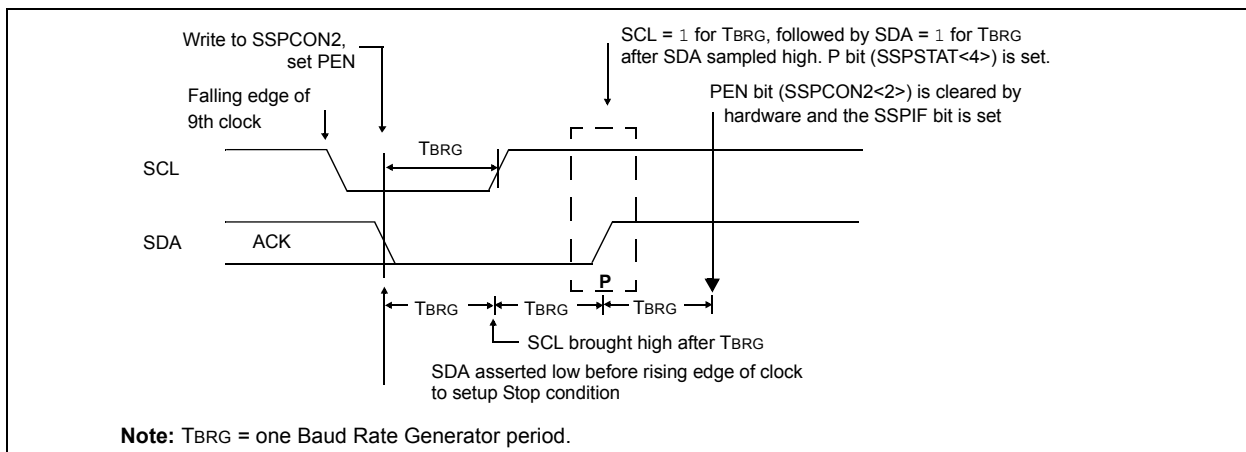 Write to SSPCON2,
set PEN
SCL = 1 for TBRG, followed by SDA = 1 for TBRG
after SDA sampled high. P bit (SSPSTAT<4>) is set.
Falling edge of
9th clock
PEN bit (SSPCON2<2>) is cleared by
hardware and the SSPIF bit is set
TBRG
SCL
SDA
ACK
P
TBRG
TBRG
TBRG
SCL brought high after TBRG
SDA asserted low before rising edge of clock
to setup Stop condition
Note: TBRG = one Baud Rate Generator period.